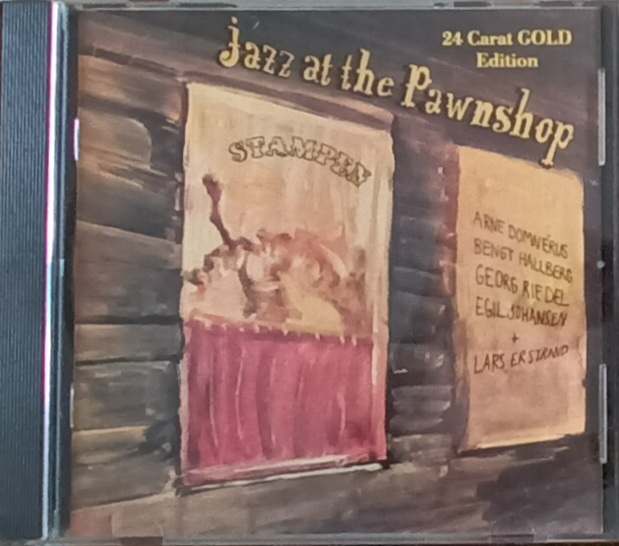 Jazz at the Pawnshop
24 Carat GOLD
Edition
STAMPEN
ARNE DOMNÉRUS
BENGT HALLBERG
GEORG RIEDEL
EGIL JOHANSEN
+
LARS ERSTRAND